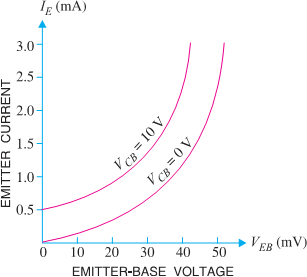 I_E (mA)
3.0
2.5
2.0
1.5
1.0
0.5
EMITTER CURRENT
V_CB = 10 V
V_CB = 0 V
0 10 20 30 40 50
V_EB (mV)
EMITTER-BASE VOLTAGE